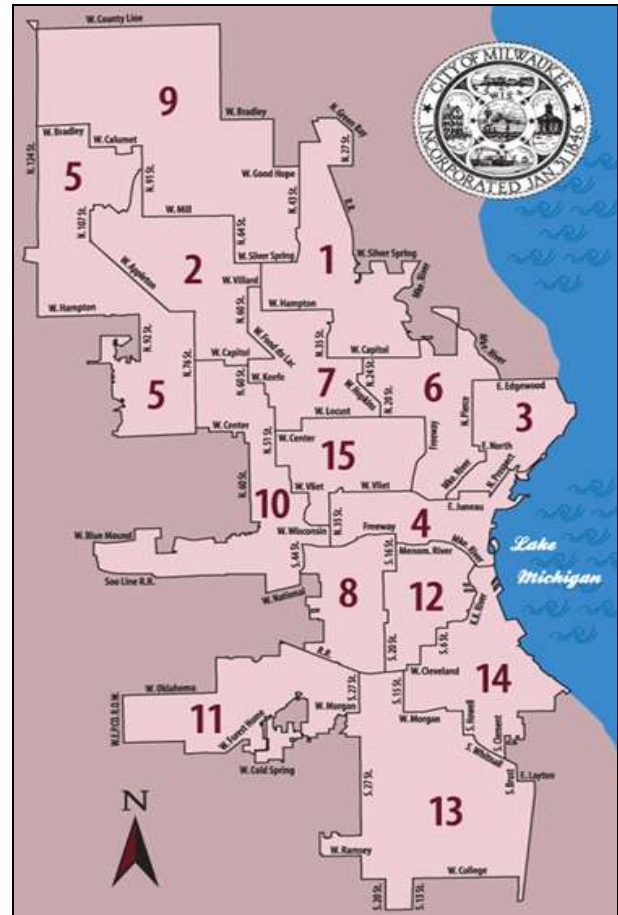 W. County Line
CITY OF MILWAUKEE
WIS.
INCORPORATED JAN. 31 1846
9
W. Bradley
N. Green Bay
N. 27 St.
W. Bradley
W. Calumet
N. 124 St.
5
N. 91 St.
W. Good Hope
N. 43 St.
R.R.
N. 107 St.
W. Mill
N. 64 St.
1
W. Silver Spring
W. Silver Spring
Mke. River
W. Appleton
2
W. Villard
W. Hampton
N. 60 St.
W. Hampton
N. 92 St.
N. 76 St.
W. Fond du Lac
N. 35 St.
W. Capitol
W. Capitol
Mke. River
5
N. 60 St.
W. Keefe
7
N. 24 St.
W. Hopkins
N. 20 St.
6
E. Edgewood
N. Pierce
3
W. Locust
W. Center
N. 51 St.
W. Center
Freeway
E. North
15
Mke. River
N. Prospect
N. 60 St.
10
W. Vliet
W. Vliet
E. Juneau
W. Wisconsin
N. 35 St.
4
Freeway
Mke. River
W. Blue Mound
S. 44 St.
S. 16 St.
Menom. River
Lake
Michigan
Soo Line R.R.
W. National
8
12
K.K. River
S. 20 St.
S. 6 St.
R.R.
W. Cleveland
14
W. Oklahoma
S. 27 St.
S. 15 St.
W. Morgan
W. Morgan
S. Howell
S. Clement
11
W. Forest Home
W. Cold Spring
S. Whitnall
S. Brust
E. Layton
N
S. 27 St.
13
W. Ramsey
W. College
S. 20 St.
S. 13 St.